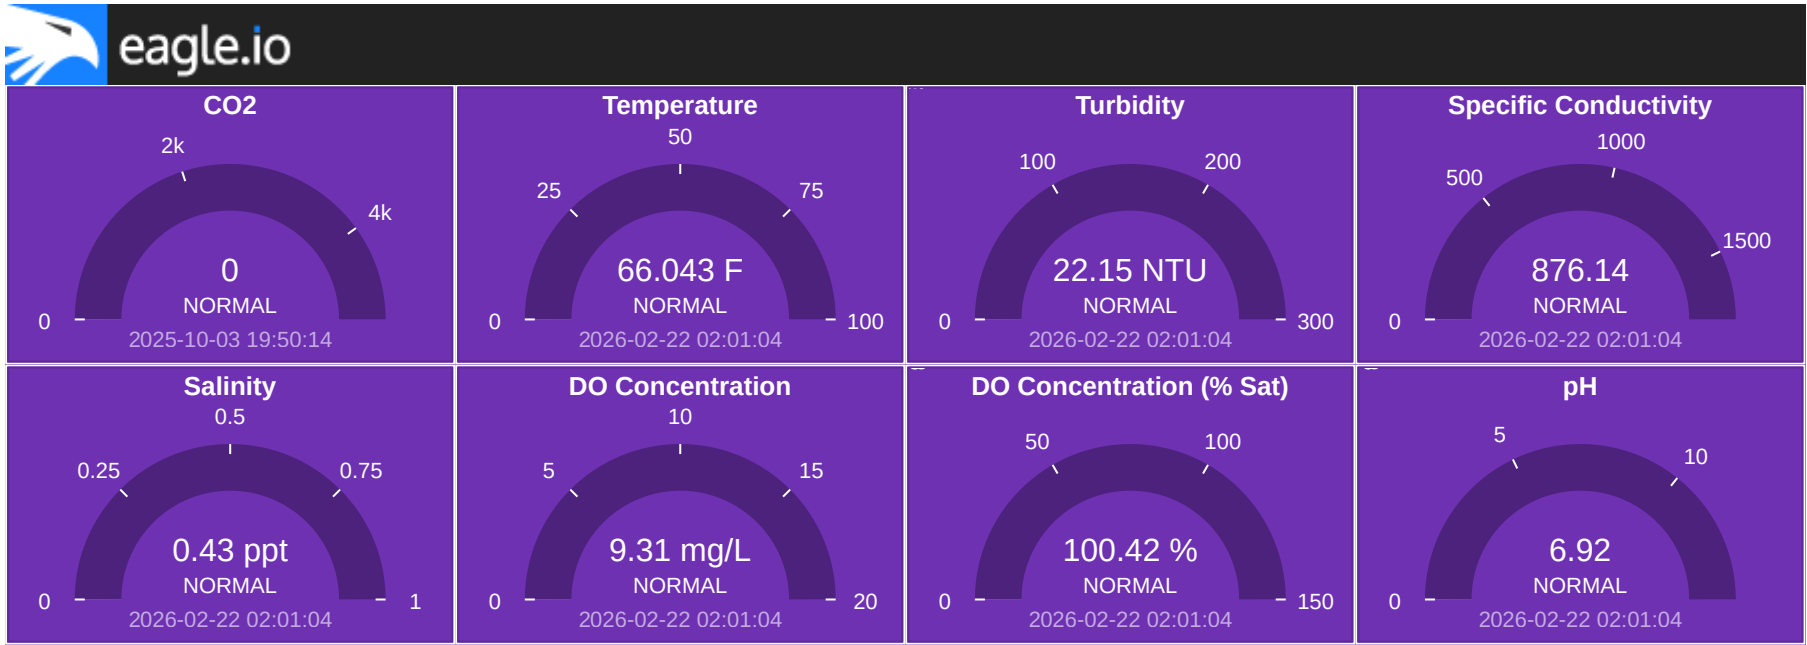 eagle.io
CO2
2k
4k
0
0
NORMAL
2025-10-03 19:50:14
Temperature
50
25
75
66.043 F
NORMAL
0
100
2026-02-22 02:01:04
Turbidity
100
200
22.15 NTU
NORMAL
0
300
2026-02-22 02:01:04
Specific Conductivity
1000
500
1500
876.14
NORMAL
0
2026-02-22 02:01:04
Salinity
0.5
0.25
0.75
0.43 ppt
NORMAL
0
1
2026-02-22 02:01:04
DO Concentration
10
5
15
9.31 mg/L
NORMAL
0
20
2026-02-22 02:01:04
DO Concentration (% Sat)
50
100
100.42 %
NORMAL
0
150
2026-02-22 02:01:04
pH
5
10
6.92
NORMAL
0
2026-02-22 02:01:04